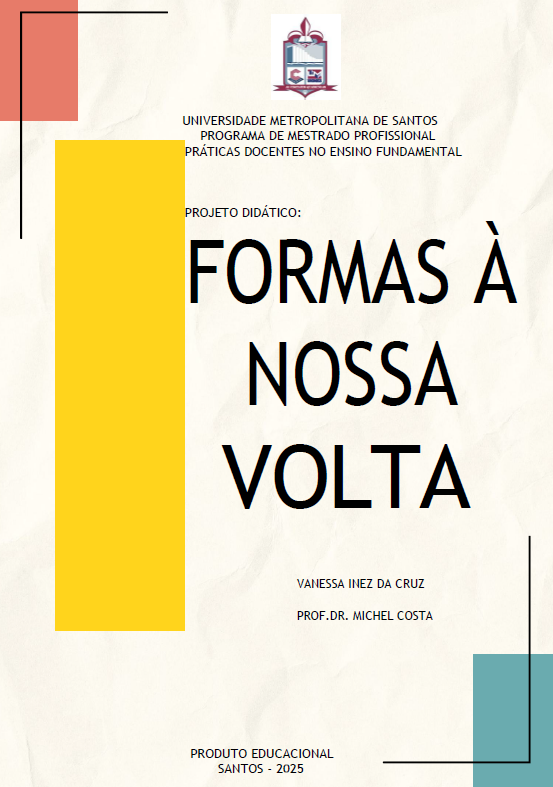 UNIVERSIDADE METROPOLITANA DE SANTOS
PROGRAMA DE MESTRADO PROFISSIONAL
PRÁTICAS DOCENTES NO ENSINO FUNDAMENTAL
PROJETO DIDÁTICO:
FORMAS À
NOSSA
VOLTA
VANESSA INEZ DA CRUZ
PROF.DR. MICHEL COSTA
PRODUTO EDUCACIONAL
SANTOS - 2025